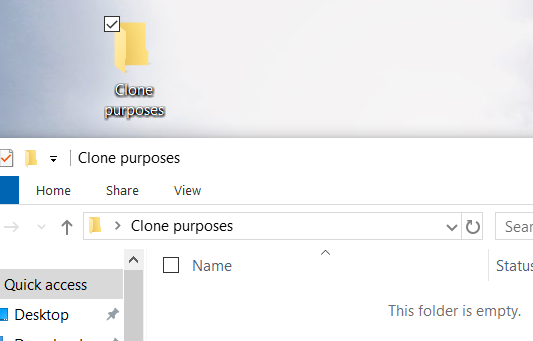 Clone
purposes
Clone purposes
Home Share View
Clone purposes
Name Status
Quick access
This folder is empty.
Desktop